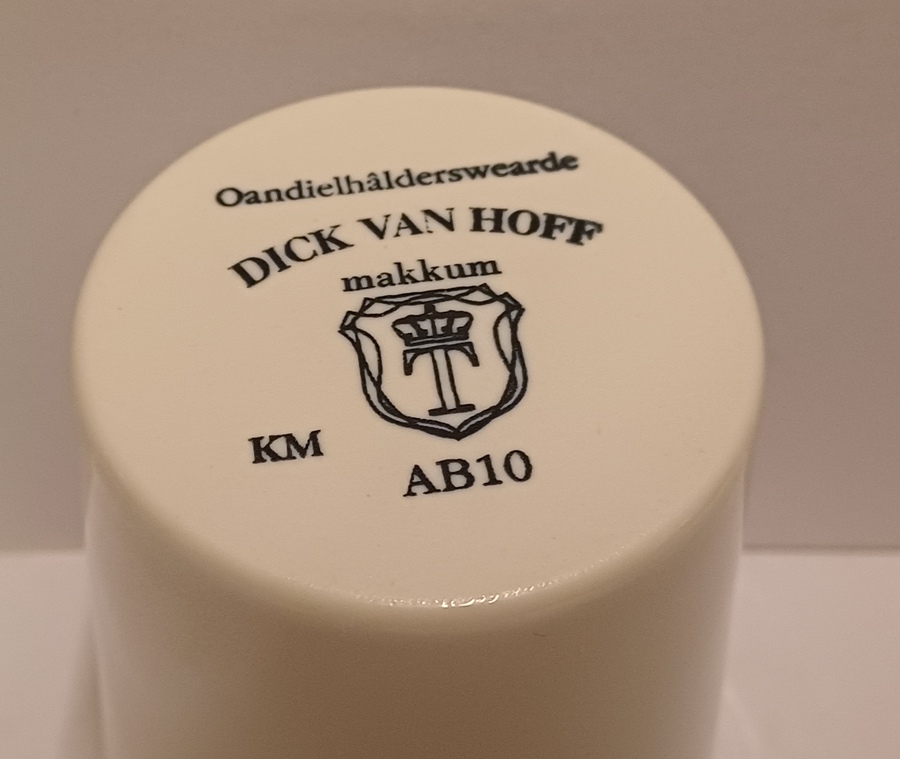 Oandielhâlderswearde
DICK VAN HOFF
makkum
T
KM
AB10